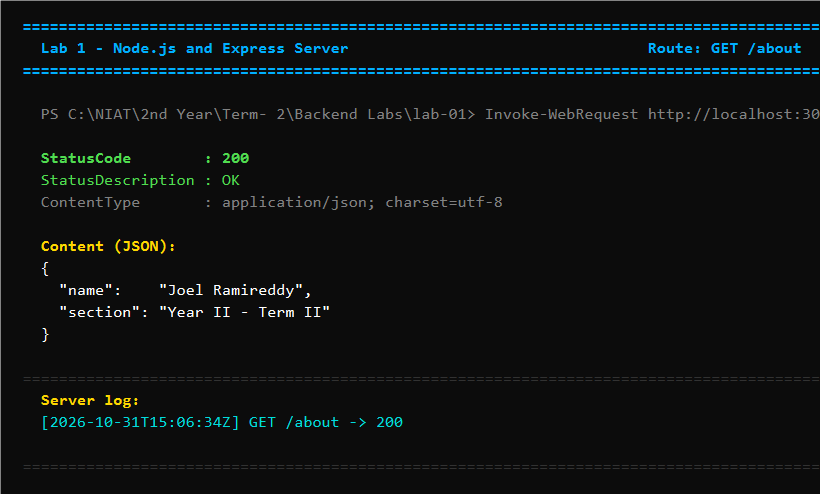 ==========================================================================================
Lab 1 - Node.js and Express Server Route: GET /about
==========================================================================================
PS C:\NIAT\2nd Year\Term- 2\Backend Labs\lab-01> Invoke-WebRequest http://localhost:30
StatusCode : 200
StatusDescription : OK
ContentType : application/json; charset=utf-8
Content (JSON):
{
"name": "Joel Ramireddy",
"section": "Year II - Term II"
}
==========================================================================================
Server log:
[2026-10-31T15:06:34Z] GET /about -> 200
==========================================================================================